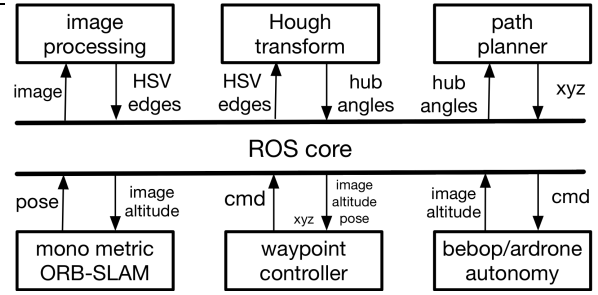 image
processing
Hough
transform
path
planner
image
HSV
edges
HSV
edges
hub
angles
hub
angles
xyz
ROS core
pose
image
altitude
cmd
xyz
image
altitude
pose
image
altitude
cmd
mono metric
ORB-SLAM
waypoint
controller
bebop/ardrone
autonomy